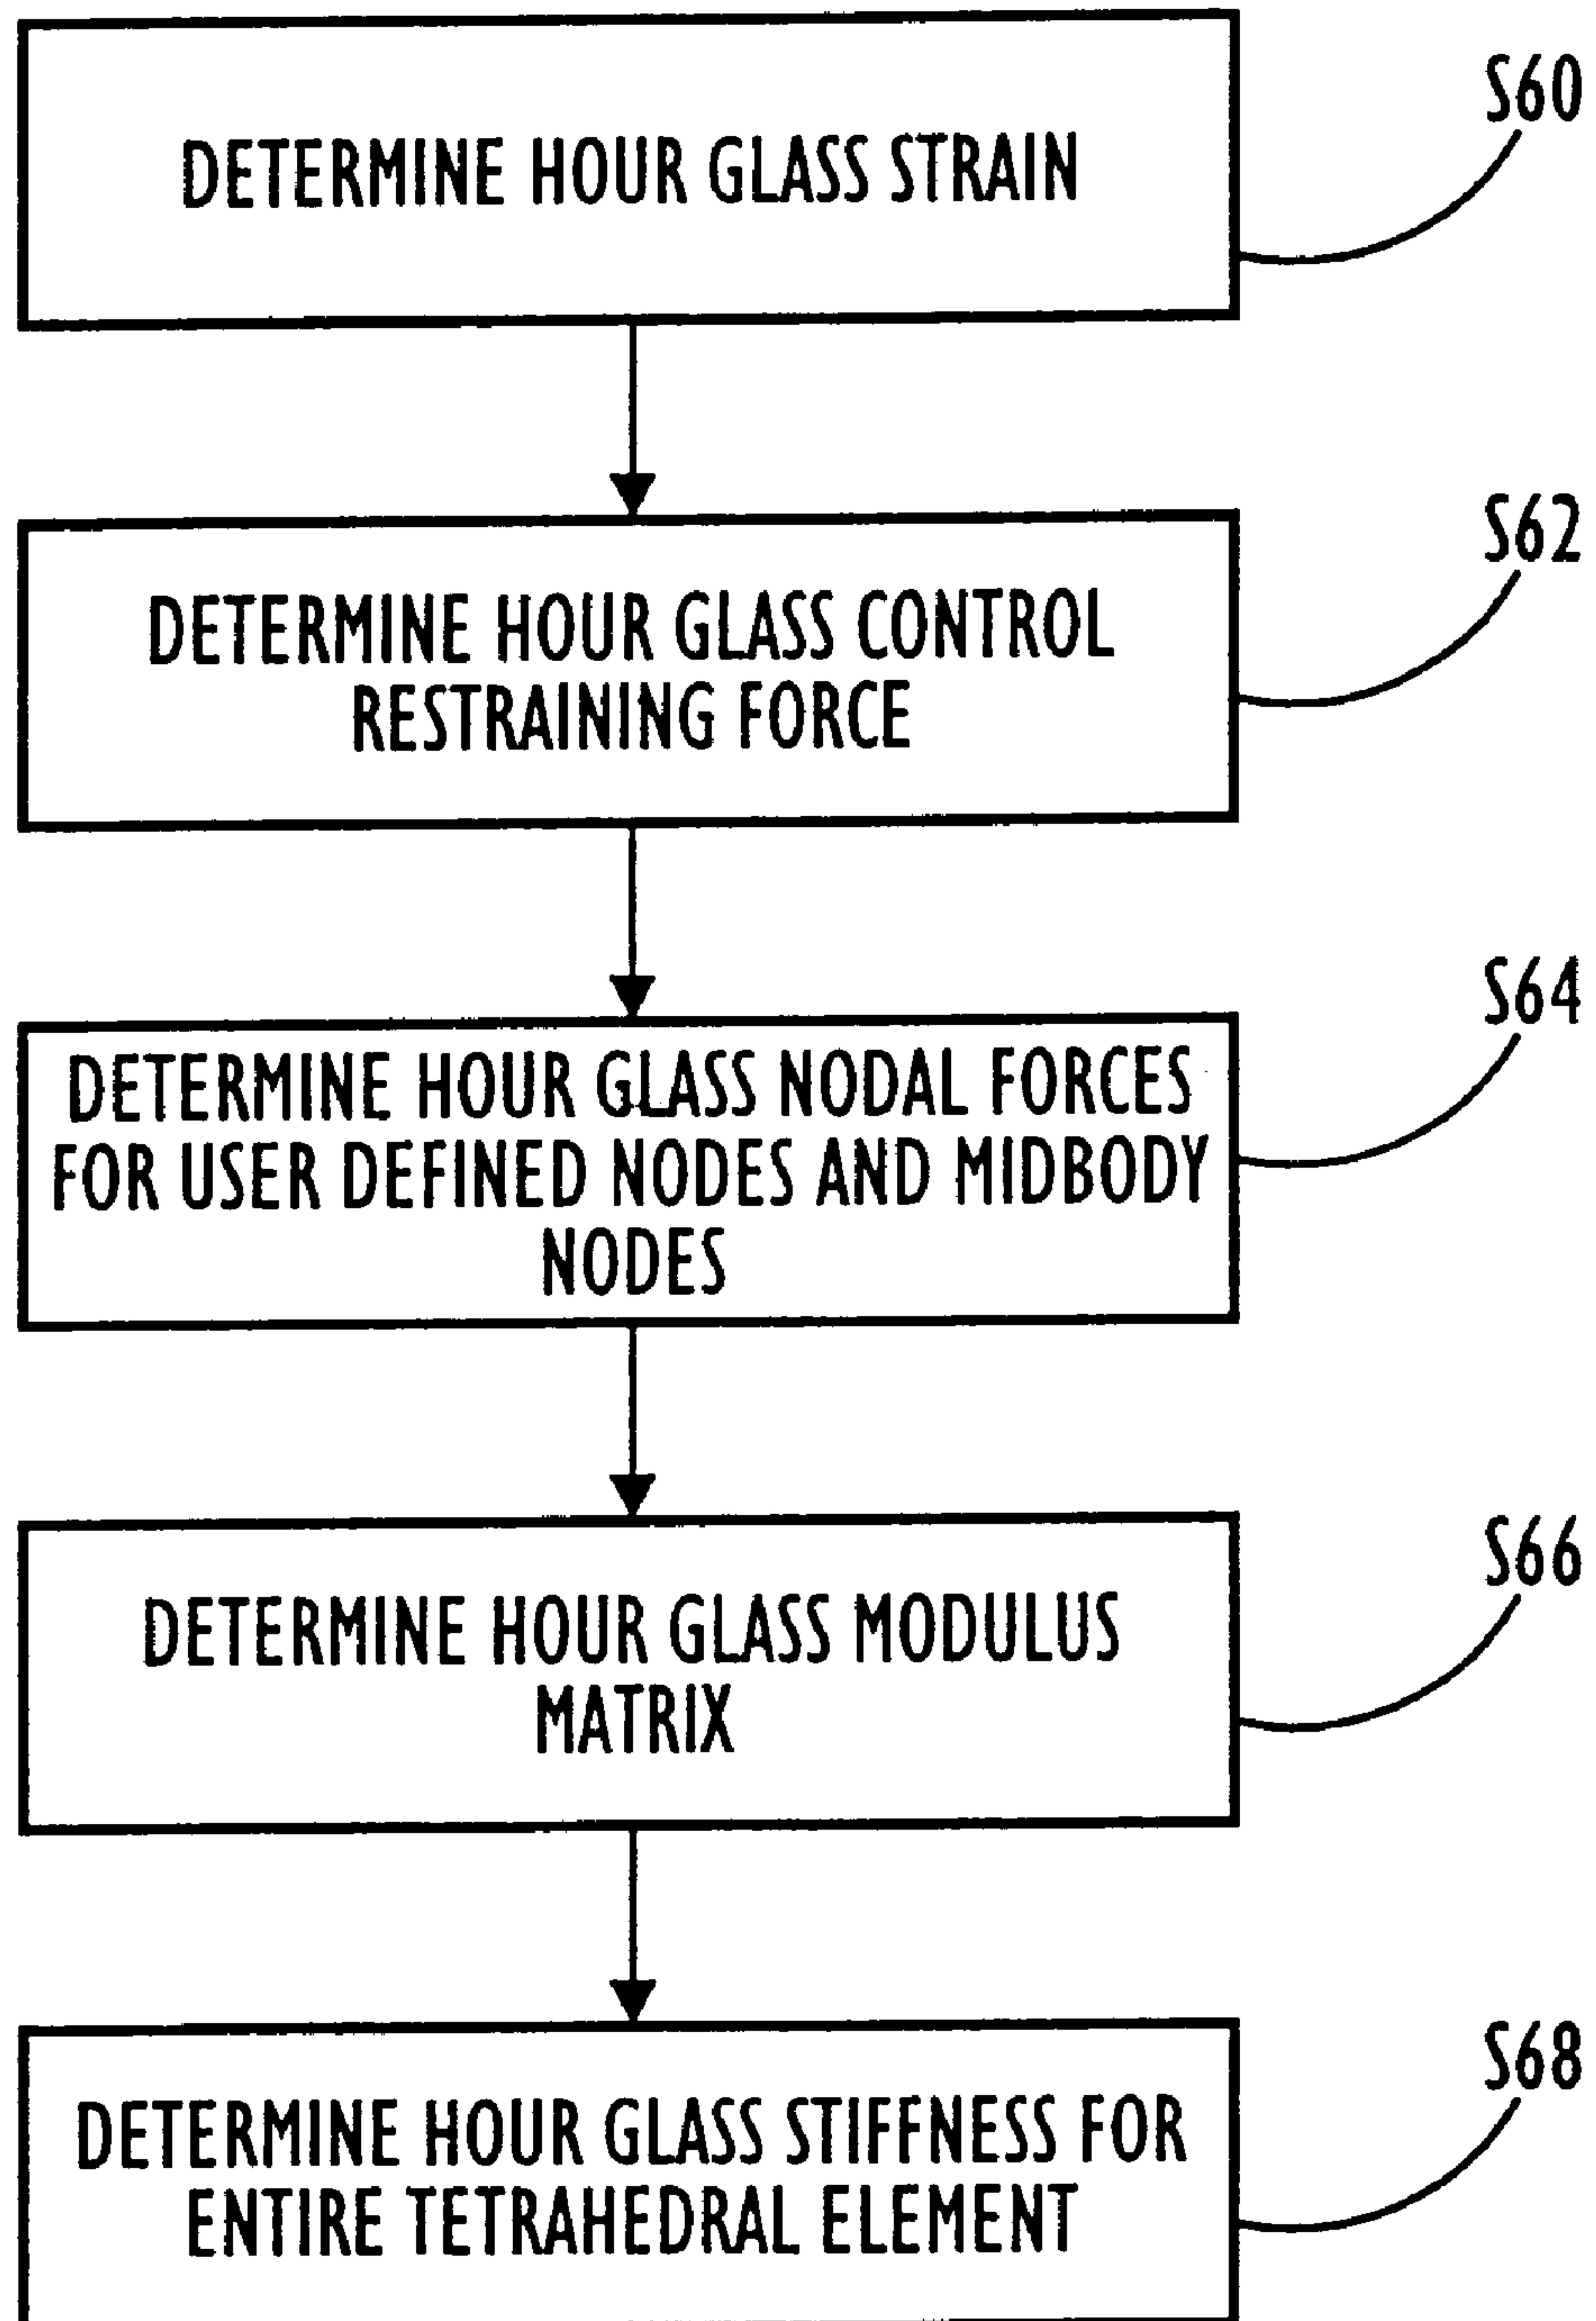 S60
DETERMINE HOUR GLASS STRAIN
S62
DETERMINE HOUR GLASS CONTROL
RESTRAINING FORCE
S64
DETERMINE HOUR GLASS NODAL FORCES
FOR USER DEFINED NODES AND MIDBODY
NODES
S66
DETERMINE HOUR GLASS MODULUS
MATRIX
S68
DETERMINE HOUR GLASS STIFFNESS FOR
ENTIRE TETRAHEDRAL ELEMENT